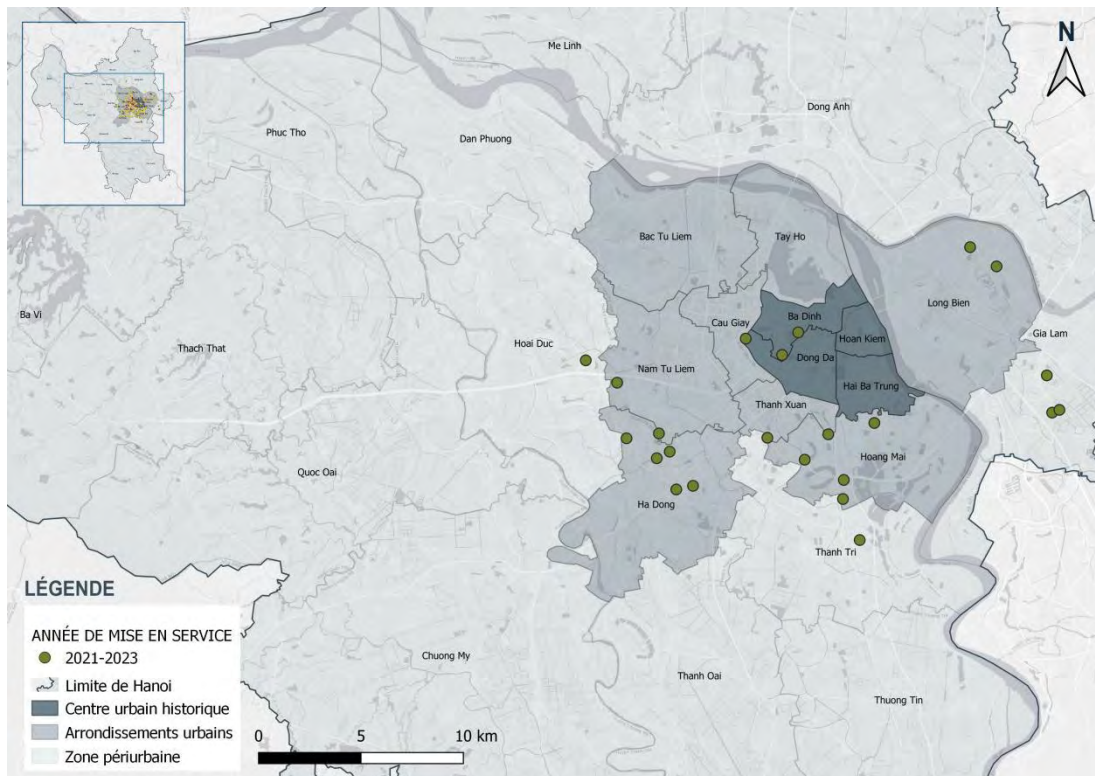 N
Me Linh
Dong Anh
Phuc Tho
Dan Phuong
Bac Tu Liem
Tay Ho
Long Bien
Ba Vi
Cau Giay
Ba Dinh
Hoan Kiem
Gia Lam
Thach That
Hoai Duc
Dong Da
Nam Tu Liem
Hai Ba Trung
Thanh Xuan
Hoang Mai
Quoc Oai
Ha Dong
Thanh Tri
Chuong My
Thanh Oai
Thuong Tin
LÉGENDE
ANNÉE DE MISE EN SERVICE
2021-2023
Limite de Hanoi
Centre urbain historique
Arrondissements urbains
Zone périurbaine
0 5 10 km